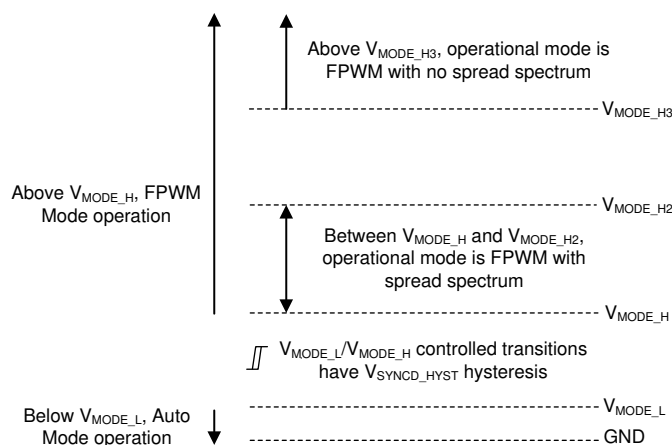 Above V_MODE_H3, operational mode is
FPWM with no spread spectrum
V_MODE_H3
Above V_MODE_H, FPWM
Mode operation
V_MODE_H2
Between V_MODE_H and V_MODE_H2,
operational mode is FPWM with
spread spectrum
V_MODE_H
V_MODE_L/V_MODE_H controlled transitions
have V_SYNCD_HYST hysteresis
V_MODE_L
Below V_MODE_L, Auto
Mode operation
GND